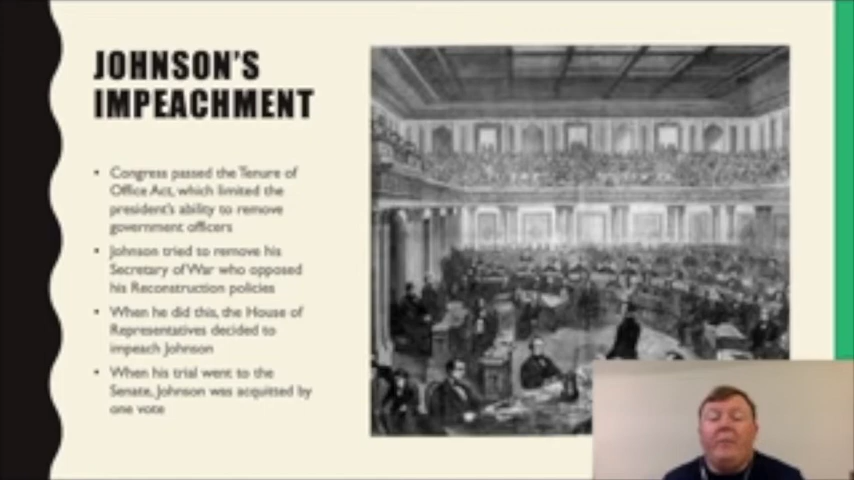 JOHNSON'S
IMPEACHMENT
• Congress passed the Tenure of
Office Act, which limited the
president's ability to remove
government officers
• Johnson tried to remove his
Secretary of War who opposed
his Reconstruction policies
• When he did this, the House of
Representatives decided to
impeach Johnson
• When his trial went to the
Senate, Johnson was acquitted by
one vote